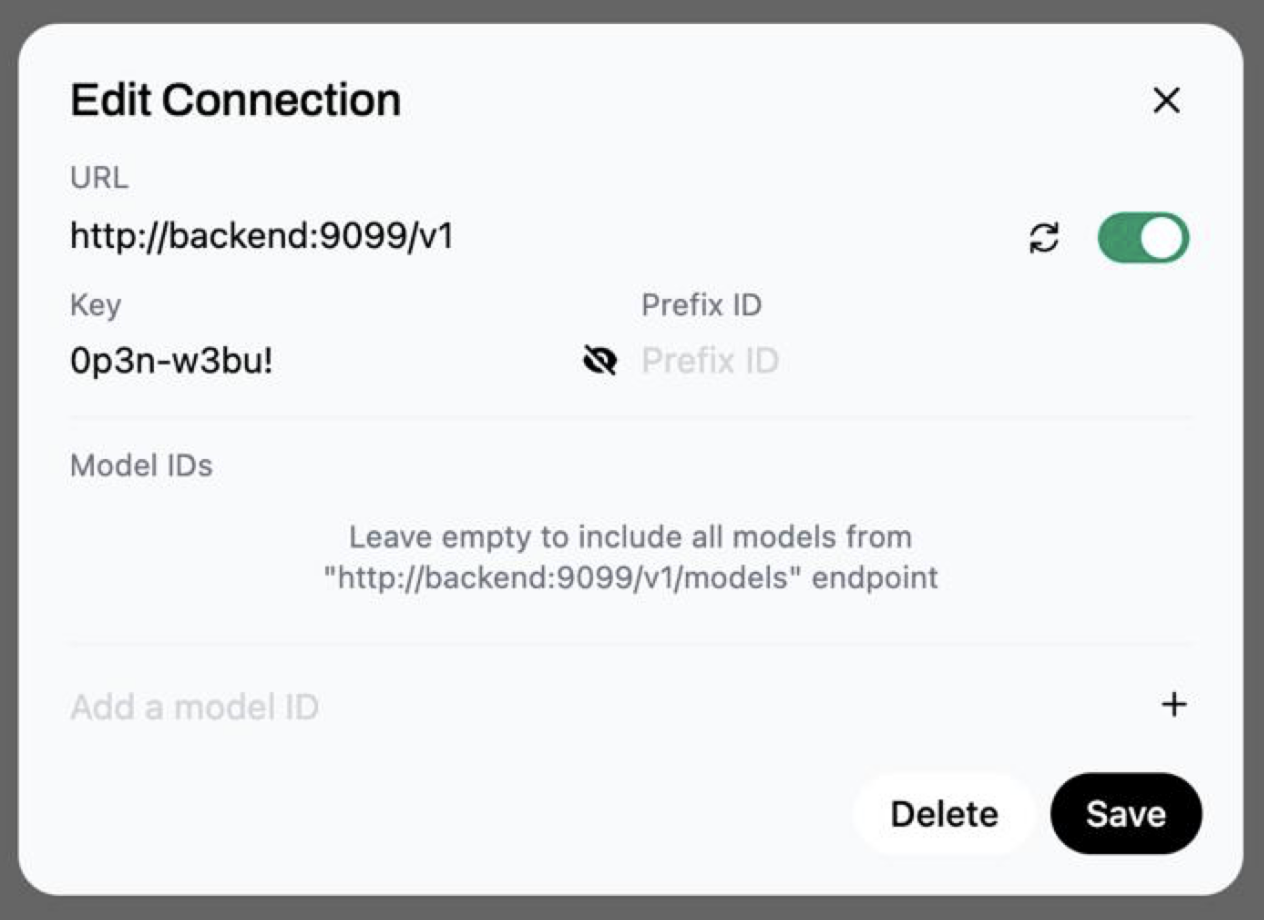 Edit Connection
URL
http://backend:9099/v1
Key
Prefix ID
0p3n-w3bu!
Prefix ID
Model IDs
Leave empty to include all models from
"http://backend:9099/v1/models" endpoint
Add a model ID
Delete
Save